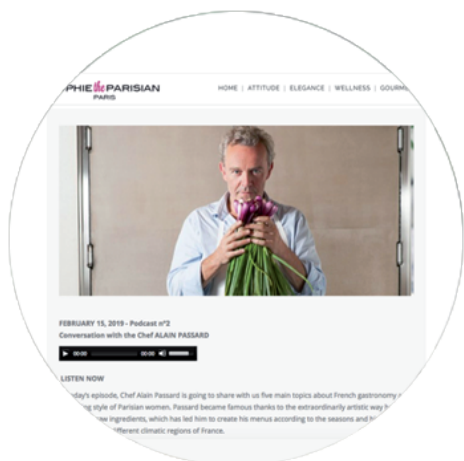 PHIE the PARISIAN
PARIS
HOME | ATTITUDE | ELEGANCE | WELLNESS | GOURM
FEBRUARY 15, 2019 - Podcast n°2
Conversation with the Chef ALAIN PASSARD
00:00 00:00
LISTEN NOW
day's episode, Chef Alain Passard is going to share with us five main topics about French gastronomy
style of Parisian women. Passard became famous thanks to the extraordinarily artistic way
ingredients, which has led him to create his menus according to the seasons and
different climatic regions of France.